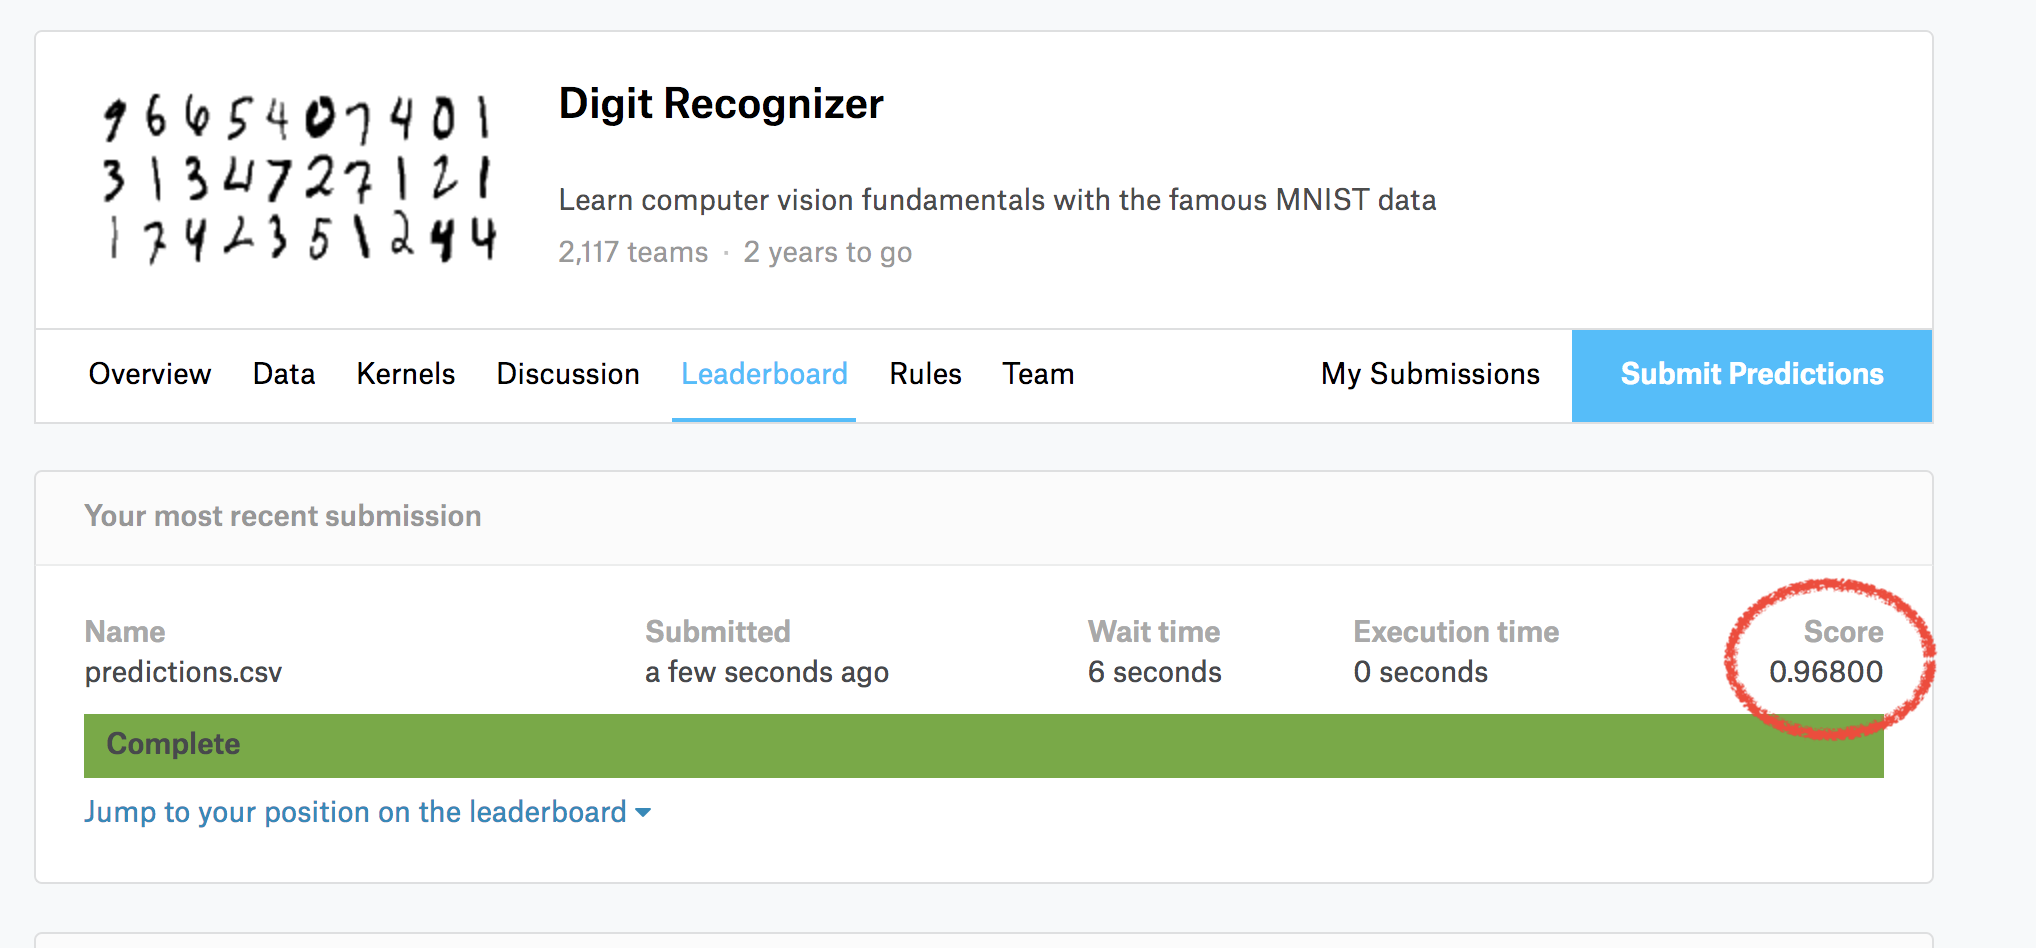 9 6 6 5 4 0 7 4 0 1
3 1 3 4 7 2 7 1 2 1
1 7 4 2 3 5 1 2 4 4
Digit Recognizer
Learn computer vision fundamentals with the famous MNIST data
2,117 teams · 2 years to go
Overview Data Kernels Discussion Leaderboard Rules Team My Submissions Submit Predictions
Your most recent submission
Name Submitted Wait time Execution time Score
predictions.csv a few seconds ago 6 seconds 0 seconds 0.96800
Complete
Jump to your position on the leaderboard